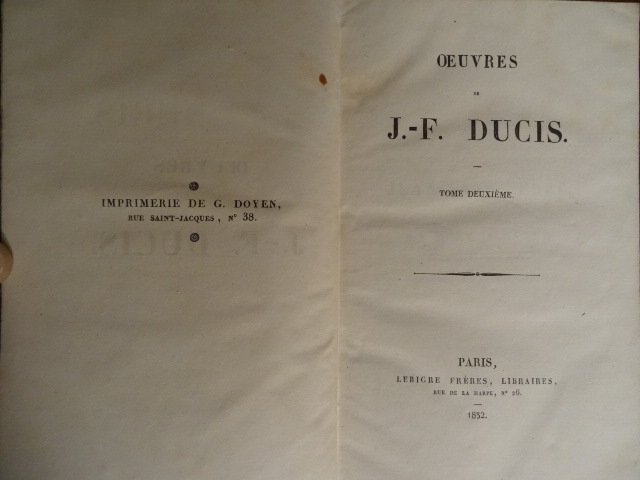 IMPRIMERIE DE G. DOYEN,
RUE SAINT-JACQUES, N° 38.
OEUVRES
DE
J.-F. DUCIS.
TOME DEUXIÈME.
PARIS,
LEBIGRE FRÈRES, LIBRAIRES,
RUE DE LA HARPE, N° 26.
1832.